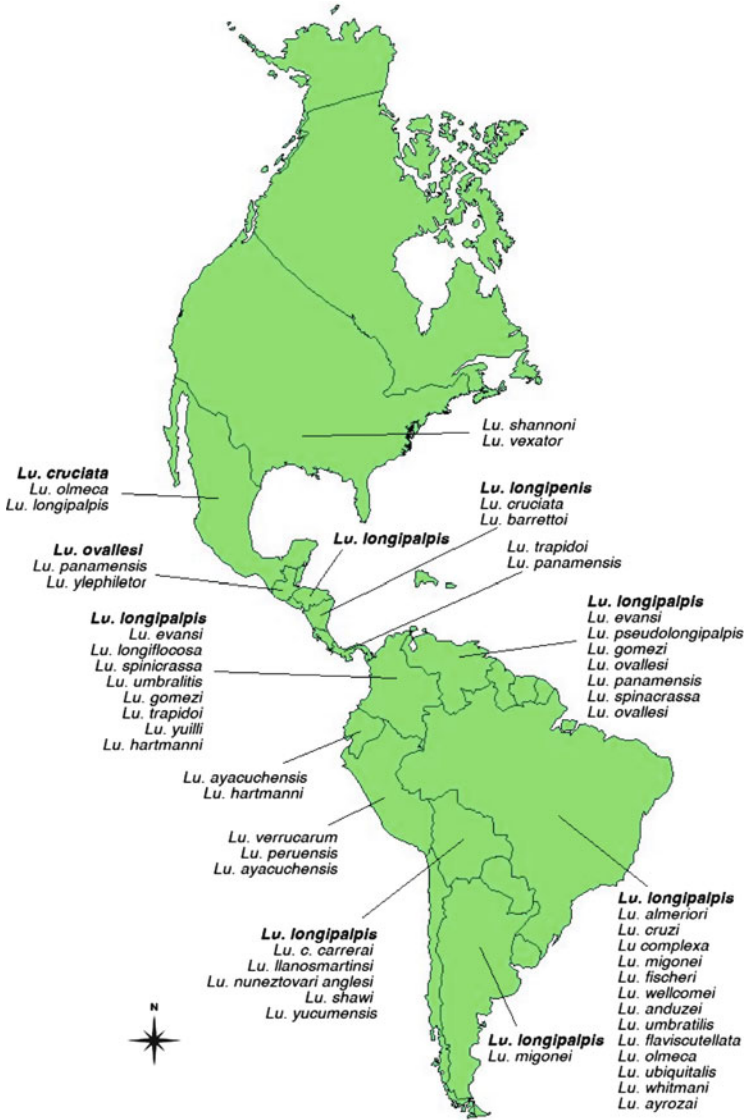 Lu. shannoni
Lu. vexator
Lu. cruciata
Lu. olmeca
Lu. longipalpis
Lu. longipenis
Lu. cruciata
Lu. barrettoi
Lu. ovallesi
Lu. panamensis
Lu. ylephiletor
Lu. longipalpis
Lu. trapidoi
Lu. panamensis
Lu. longipalpis
Lu. evansi
Lu. longiflocosa
Lu. spinicrassa
Lu. umbralitis
Lu. gomezi
Lu. trapidoi
Lu. yuilli
Lu. hartmanni
Lu. longipalpis
Lu. evansi
Lu. pseudolongipalpis
Lu. gomezi
Lu. ovallesi
Lu. panamensis
Lu. spinacrassa
Lu. ovallesi
Lu. ayacuchensis
Lu. hartmanni
Lu. verrucarum
Lu. peruensis
Lu. ayacuchensis
Lu. longipalpis
Lu. c. carrerai
Lu. llanosmartinsi
Lu. nuneztovari anglesi
Lu. shawi
Lu. yucumensis
Lu. longipalpis
Lu. migonei
Lu. longipalpis
Lu. almeriori
Lu. cruzi
Lu complexa
Lu. migonei
Lu. fischeri
Lu. wellcomei
Lu. anduzei
Lu. umbratilis
Lu. flaviscutellata
Lu. olmeca
Lu. ubiquitalis
Lu. whitmani
Lu. ayrozai
N